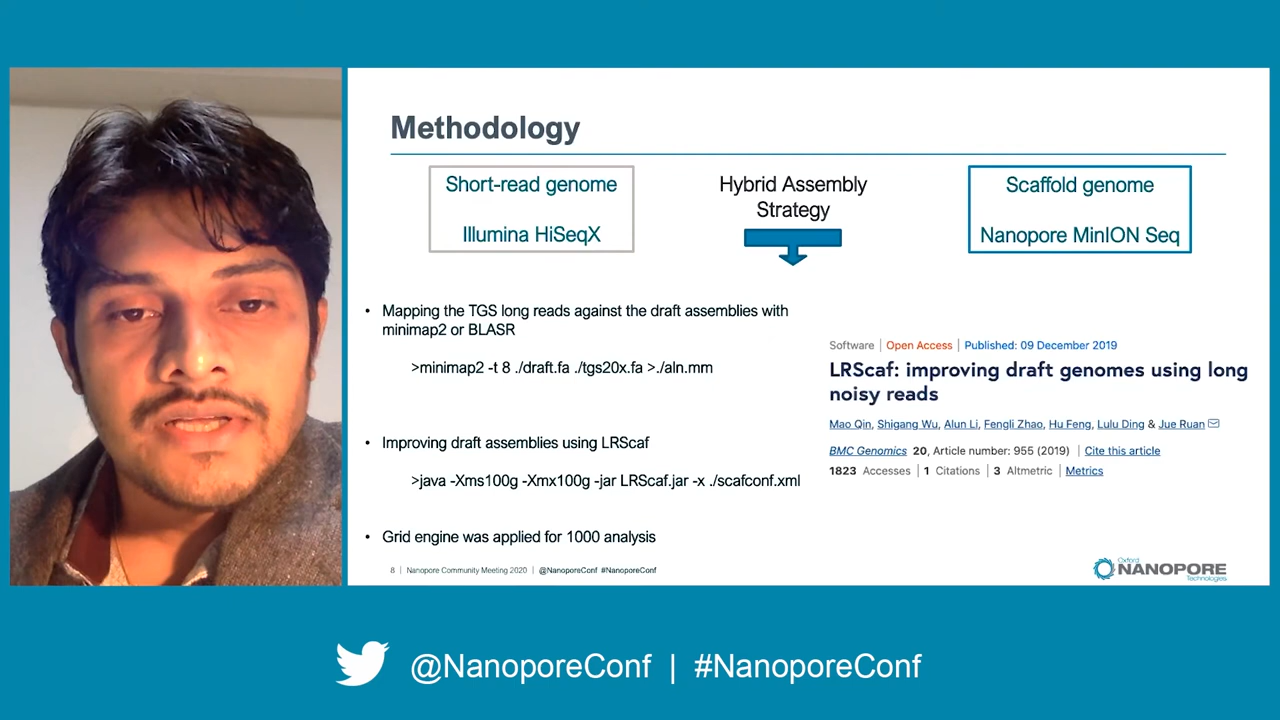 Methodology
Short-read genome
Illumina HiSeqX
Hybrid Assembly
Strategy
Scaffold genome
Nanopore MinION Seq
• Mapping the TGS long reads against the draft assemblies with
minimap2 or BLASR
>minimap2 -t 8 ./draft.fa ./tgs20x.fa >./aln.mm
• Improving draft assemblies using LRScaf
>java -Xms100g -Xmx100g -jar LRScaf.jar -x ./scafconf.xml
• Grid engine was applied for 1000 analysis
Software | Open Access | Published: 09 December 2019
LRScaf: improving draft genomes using long
noisy reads
Mao Qin, Shigang Wu, Alun Li, Fengli Zhao, Hu Feng, Lulu Ding & Jue Ruan
BMC Genomics 20, Article number: 955 (2019) | Cite this article
1823 Accesses | 1 Citations | 3 Altmetric | Metrics
8 | Nanopore Community Meeting 2020 | @NanoporeConf #NanoporeConf
Oxford
NANOPORE
Technologies
@NanoporeConf | #NanoporeConf